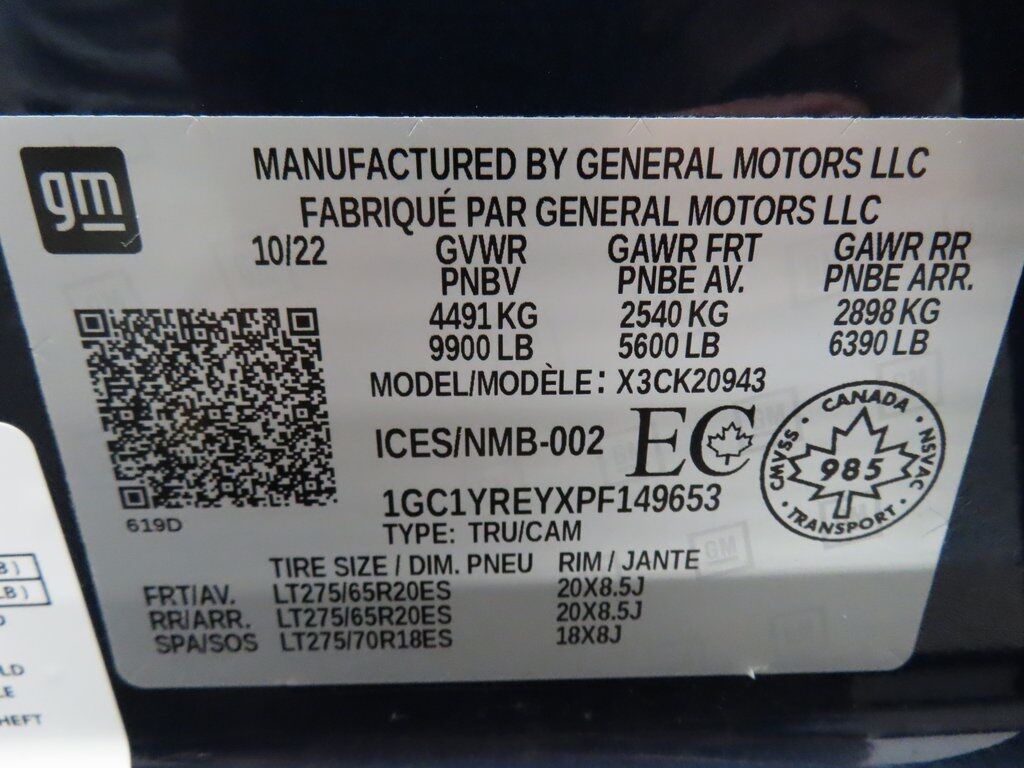 gm
MANUFACTURED BY GENERAL MOTORS LLC
FABRIQUÉ PAR GENERAL MOTORS LLC
10/22 GVWR GAWR FRT GAWR RR
PNBV PNBE AV. PNBE ARR.
4491 KG 2540 KG 2898 KG
9900 LB 5600 LB 6390 LB
MODEL/MODÈLE: X3CK20943
ICES/NMB-002 EC
CANADA
CMVSS 985 NSVAC
TRANSPORT
1GC1YREYXPF149653
619D
TYPE: TRU/CAM
TIRE SIZE / DIM. PNEU RIM / JANTE
FRT/AV. LT275/65R20ES 20X8.5J
RR/ARR. LT275/65R20ES 20X8.5J
SPA/SOS LT275/70R18ES 18X8J